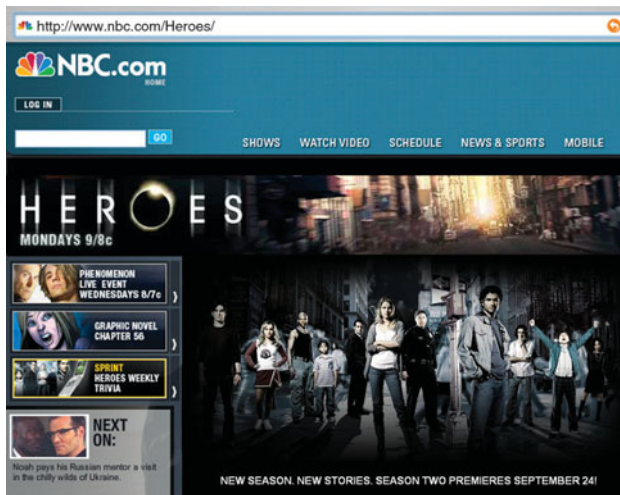 http://www.nbc.com/Heroes/
NBC.com
HOME
LOG IN
GO
SHOWS WATCH VIDEO SCHEDULE NEWS & SPORTS MOBILE
HEROES
MONDAYS 9/8c
PHENOMENON
LIVE EVENT
WEDNESDAYS 8/7c
GRAPHIC NOVEL
CHAPTER 56
SPRINT
HEROES WEEKLY
TRIVIA
NEXT
ON:
Noah pays his Russian mentor a visit
in the chilly wilds of Ukraine.
NEW SEASON. NEW STORIES. SEASON TWO PREMIERES SEPTEMBER 24!